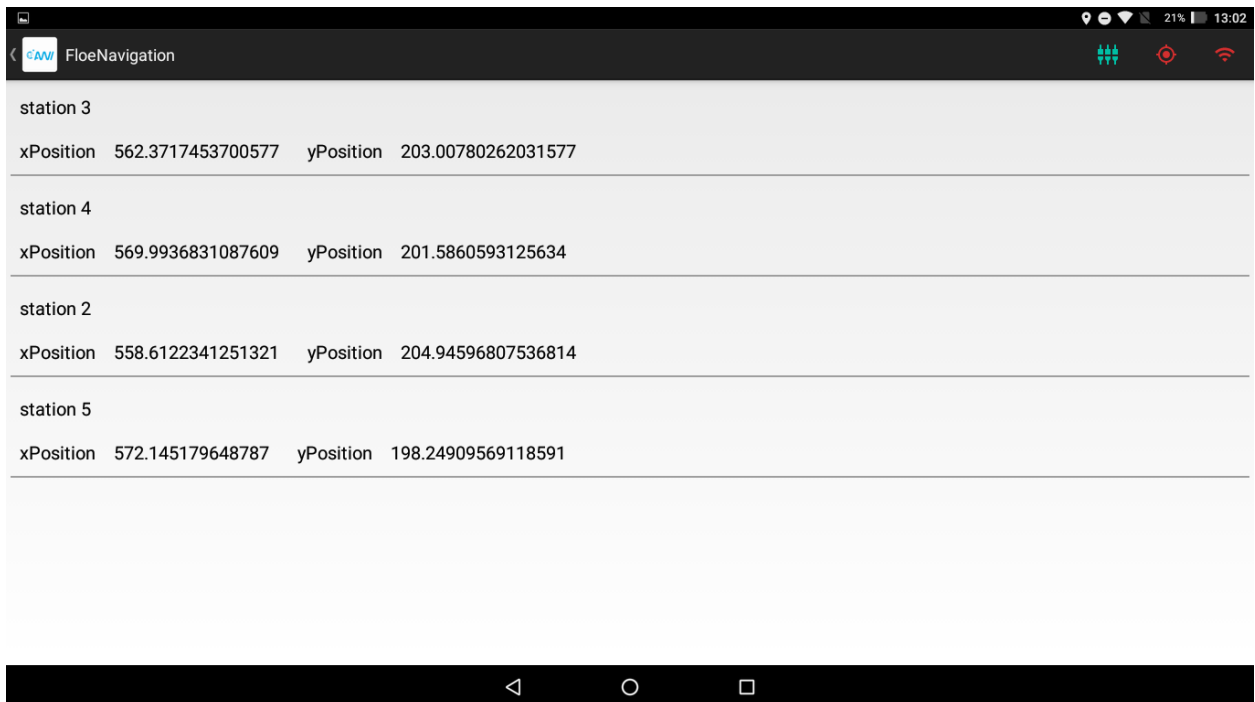 21% 13:02
AWI FloeNavigation
station 3
xPosition 562.3717453700577 yPosition 203.00780262031577
station 4
xPosition 569.9936831087609 yPosition 201.5860593125634
station 2
xPosition 558.6122341251321 yPosition 204.94596807536814
station 5
xPosition 572.145179648787 yPosition 198.24909569118591